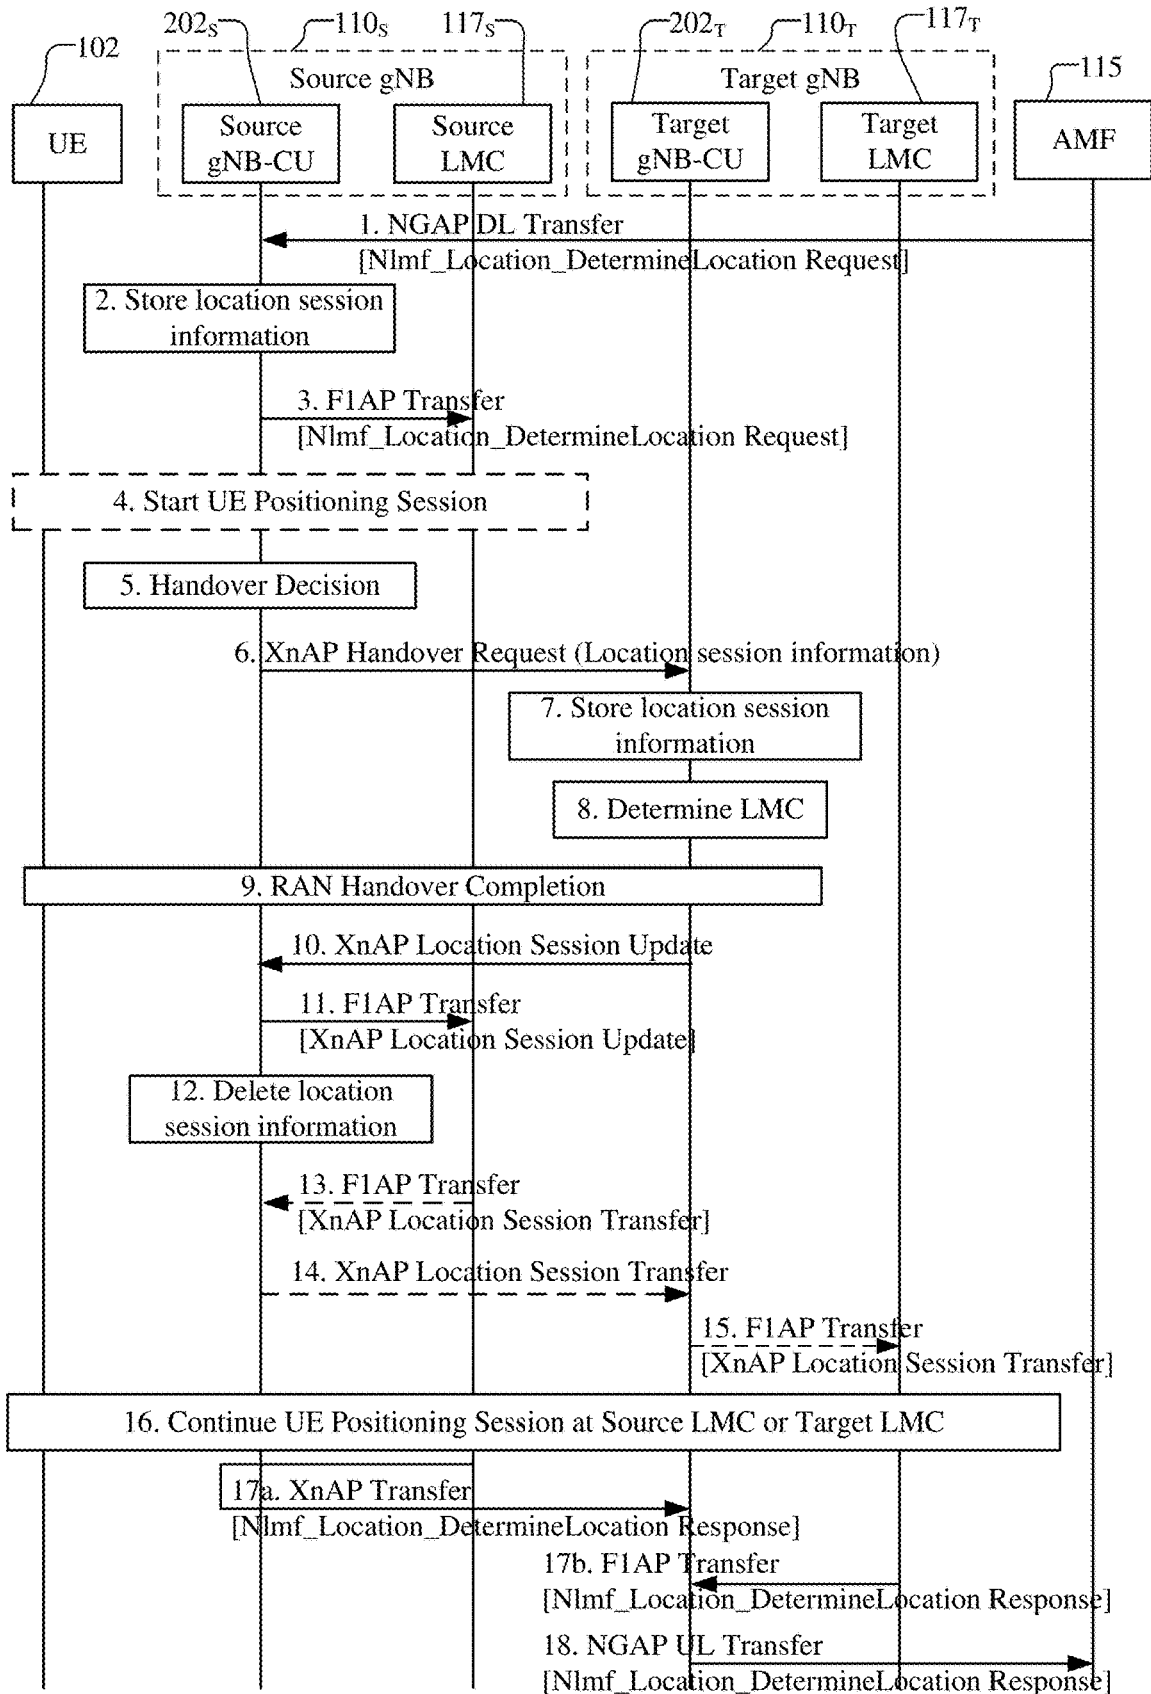 202S
110S
117S
202T
110T
117T
102
115
Source gNB
Target gNB
UE
Source
gNB-CU
Source
LMC
Target
gNB-CU
Target
LMC
AMF
1. NGAP DL Transfer
[Nlmf_Location_DetermineLocation Request]
2. Store location session
information
3. F1AP Transfer
[Nlmf_Location_DetermineLocation Request]
4. Start UE Positioning Session
5. Handover Decision
6. XnAP Handover Request (Location session information)
7. Store location session
information
8. Determine LMC
9. RAN Handover Completion
10. XnAP Location Session Update
11. F1AP Transfer
[XnAP Location Session Update]
12. Delete location
session information
13. F1AP Transfer
[XnAP Location Session Transfer]
14. XnAP Location Session Transfer
15. F1AP Transfer
[XnAP Location Session Transfer]
16. Continue UE Positioning Session at Source LMC or Target LMC
17a. XnAP Transfer
[Nlmf_Location_DetermineLocation Response]
17b. F1AP Transfer
[Nlmf_Location_DetermineLocation Response]
18. NGAP UL Transfer
[Nlmf_Location_DetermineLocation Response]